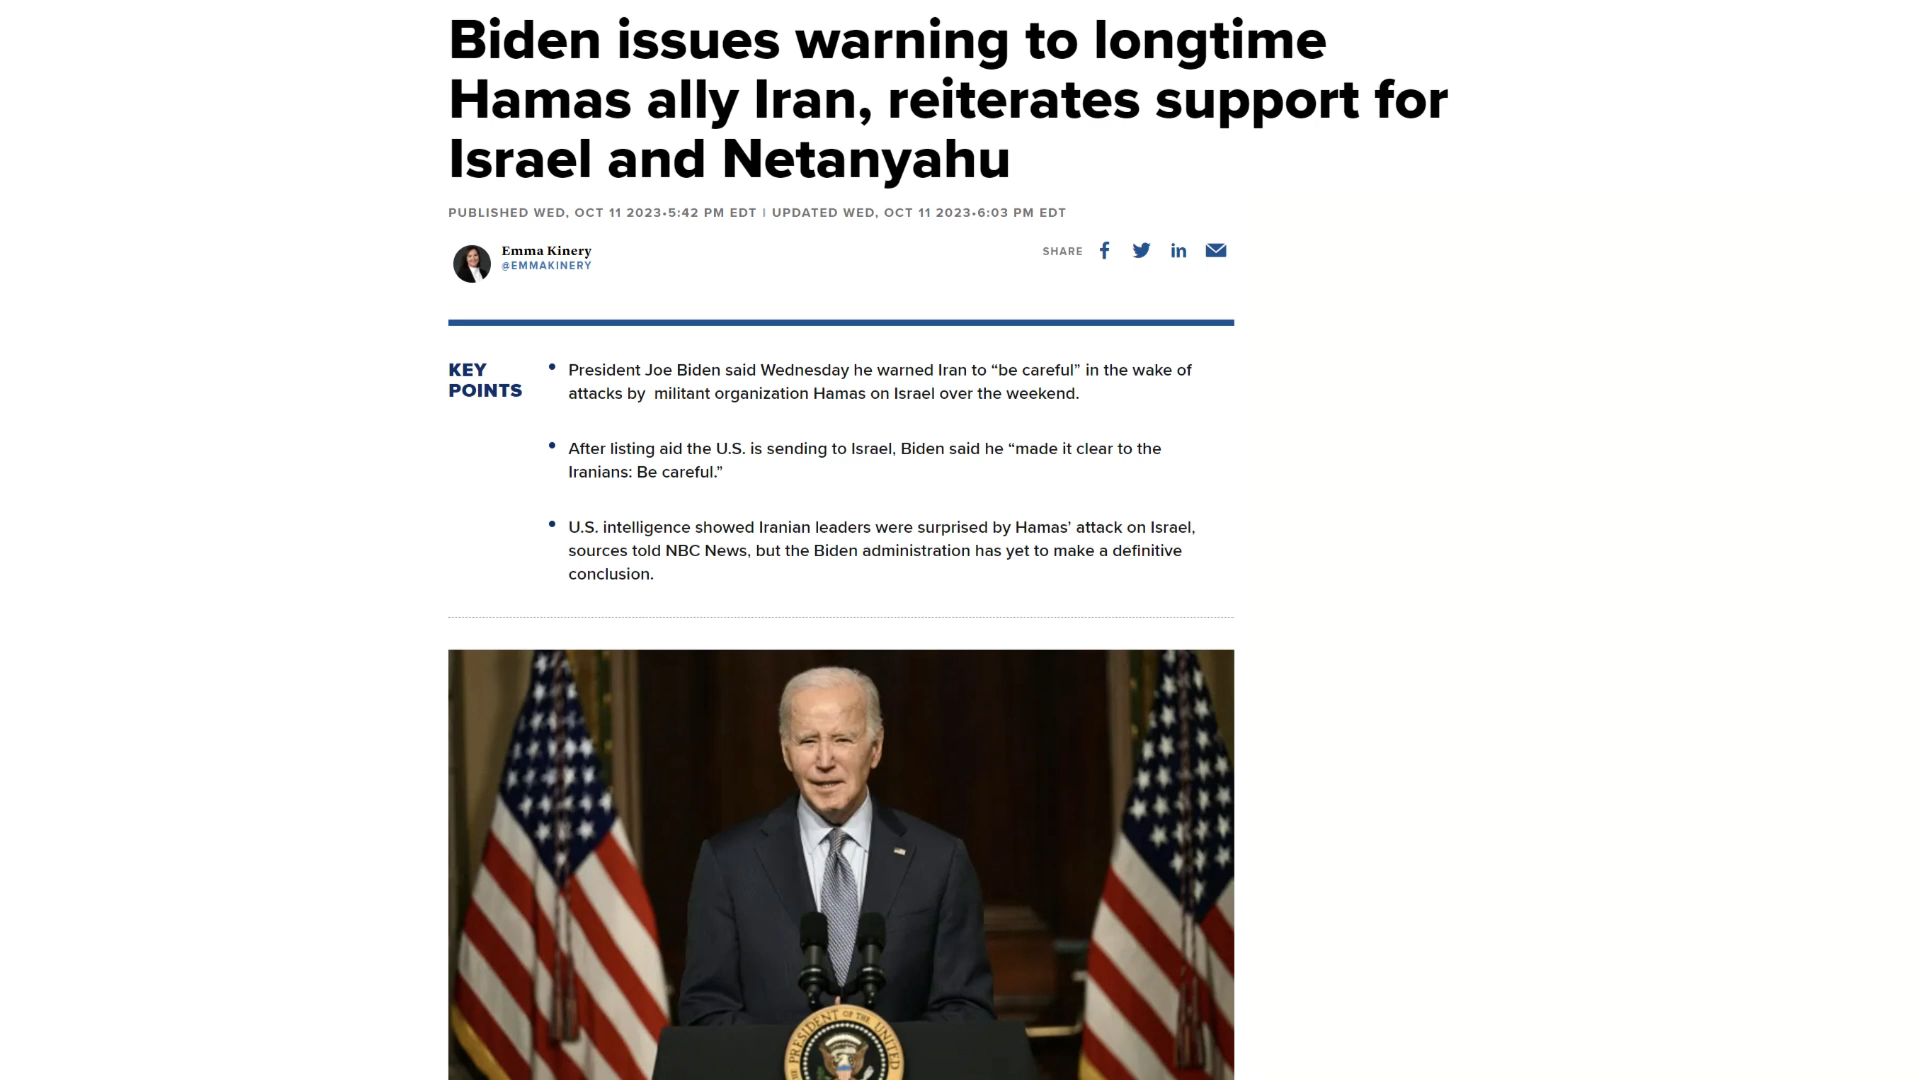 Biden issues warning to longtime
Hamas ally Iran, reiterates support for
Israel and Netanyahu
PUBLISHED WED, OCT 11 2023•5:42 PM EDT | UPDATED WED, OCT 11 2023•6:03 PM EDT
Emma Kinery
@EMMAKINERY
SHARE
KEY
POINTS
• President Joe Biden said Wednesday he warned Iran to “be careful” in the wake of
attacks by  militant organization Hamas on Israel over the weekend.
• After listing aid the U.S. is sending to Israel, Biden said he “made it clear to the
Iranians: Be careful.”
• U.S. intelligence showed Iranian leaders were surprised by Hamas’ attack on Israel,
sources told NBC News, but the Biden administration has yet to make a definitive
conclusion.
THE PRESIDENT OF THE UNITED